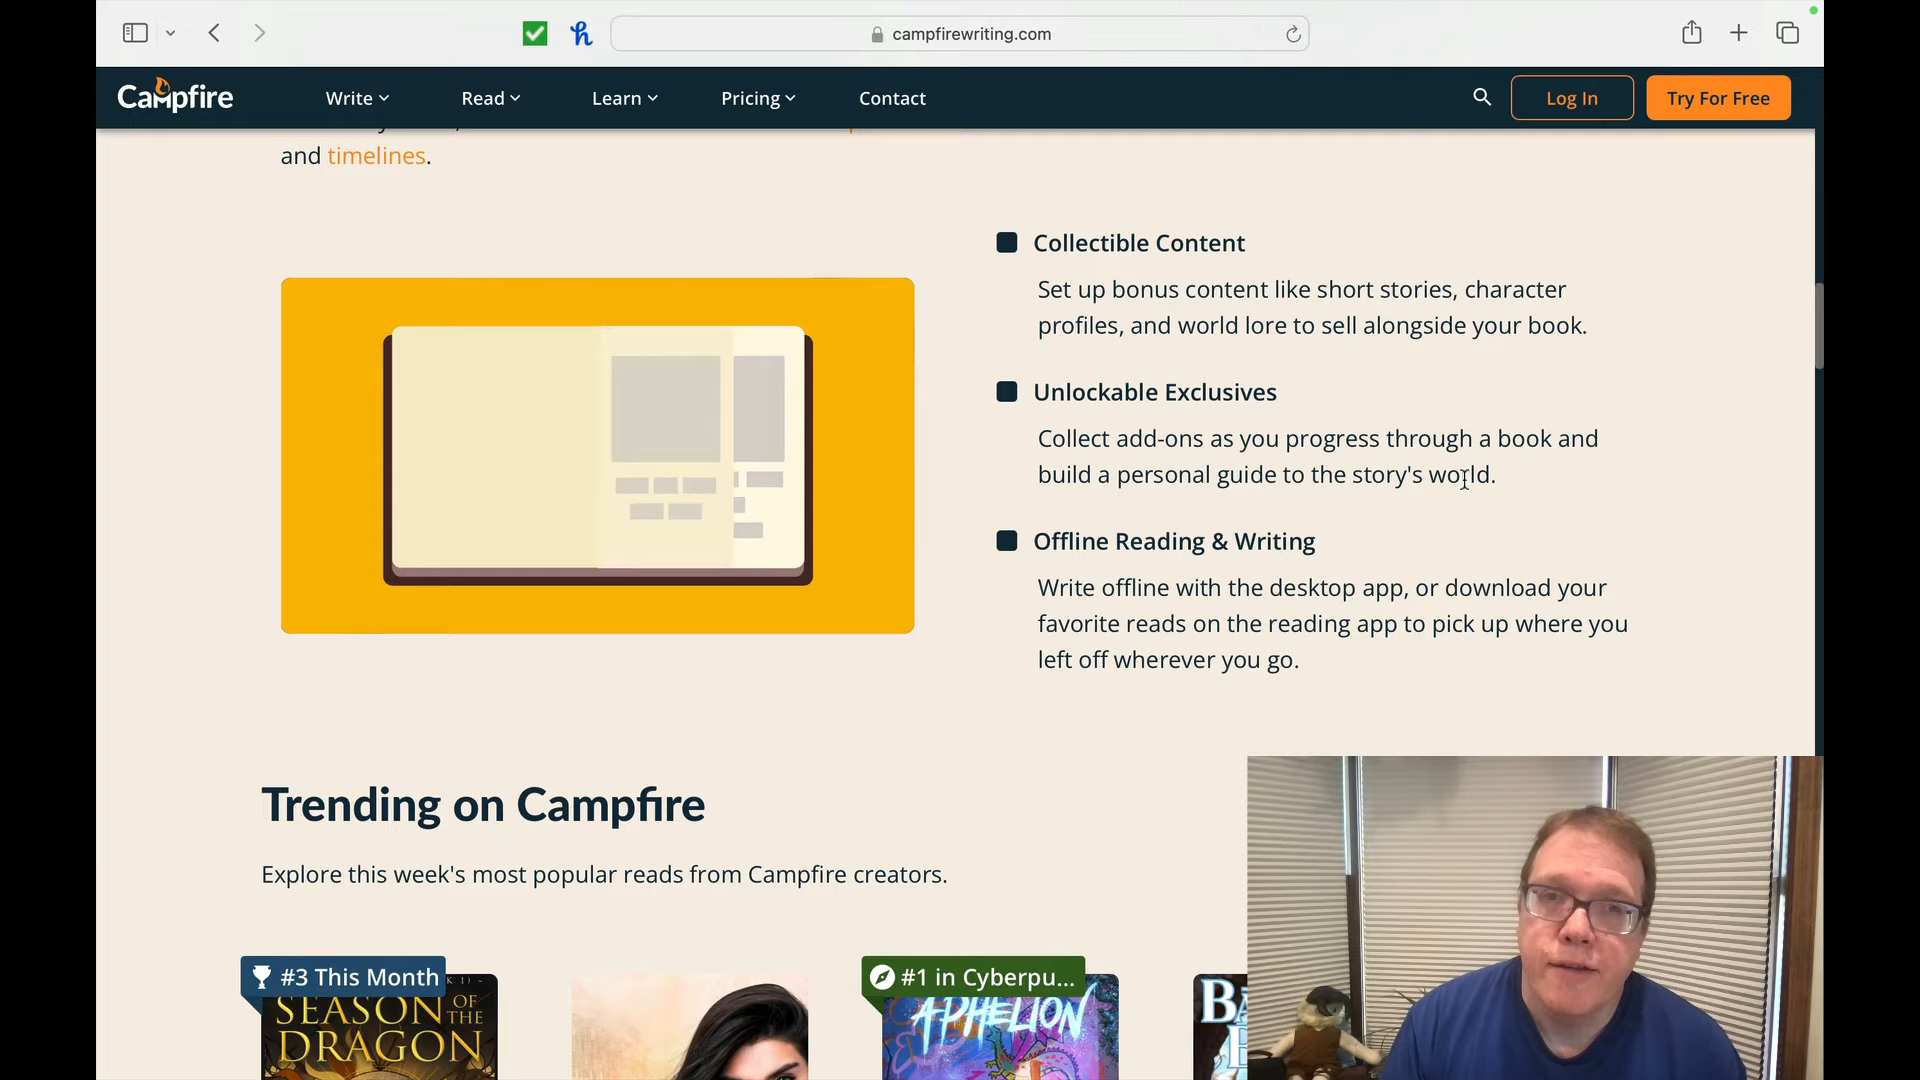 campfirewriting.com
Campfire
Write
Read
Learn
Pricing
Contact
Log In
Try For Free
and timelines.
Collectible Content
Set up bonus content like short stories, character
profiles, and world lore to sell alongside your book.
Unlockable Exclusives
Collect add-ons as you progress through a book and
build a personal guide to the story's world.
Offline Reading & Writing
Write offline with the desktop app, or download your
favorite reads on the reading app to pick up where you
left off wherever you go.
Trending on Campfire
Explore this week's most popular reads from Campfire creators.
#3 This Month
#1 in Cyberpu...
SEASON OF
THE
DRAGON
APHELION